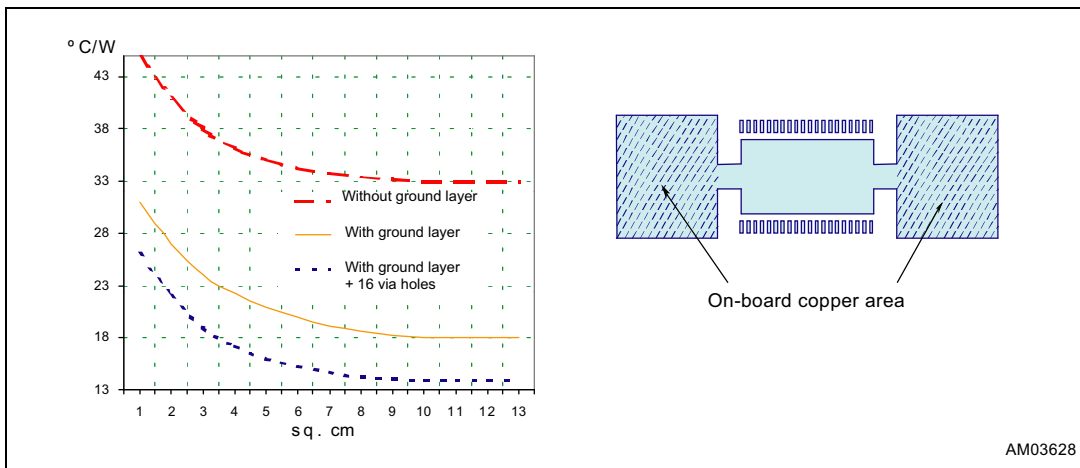 º C/W
43
38
33
28
23
18
13
1 2 3 4 5 6 7 8 9 10 11 12 13
sq. cm
Without ground layer
With ground layer
With ground layer
+ 16 via holes
On-board copper area
AM03628